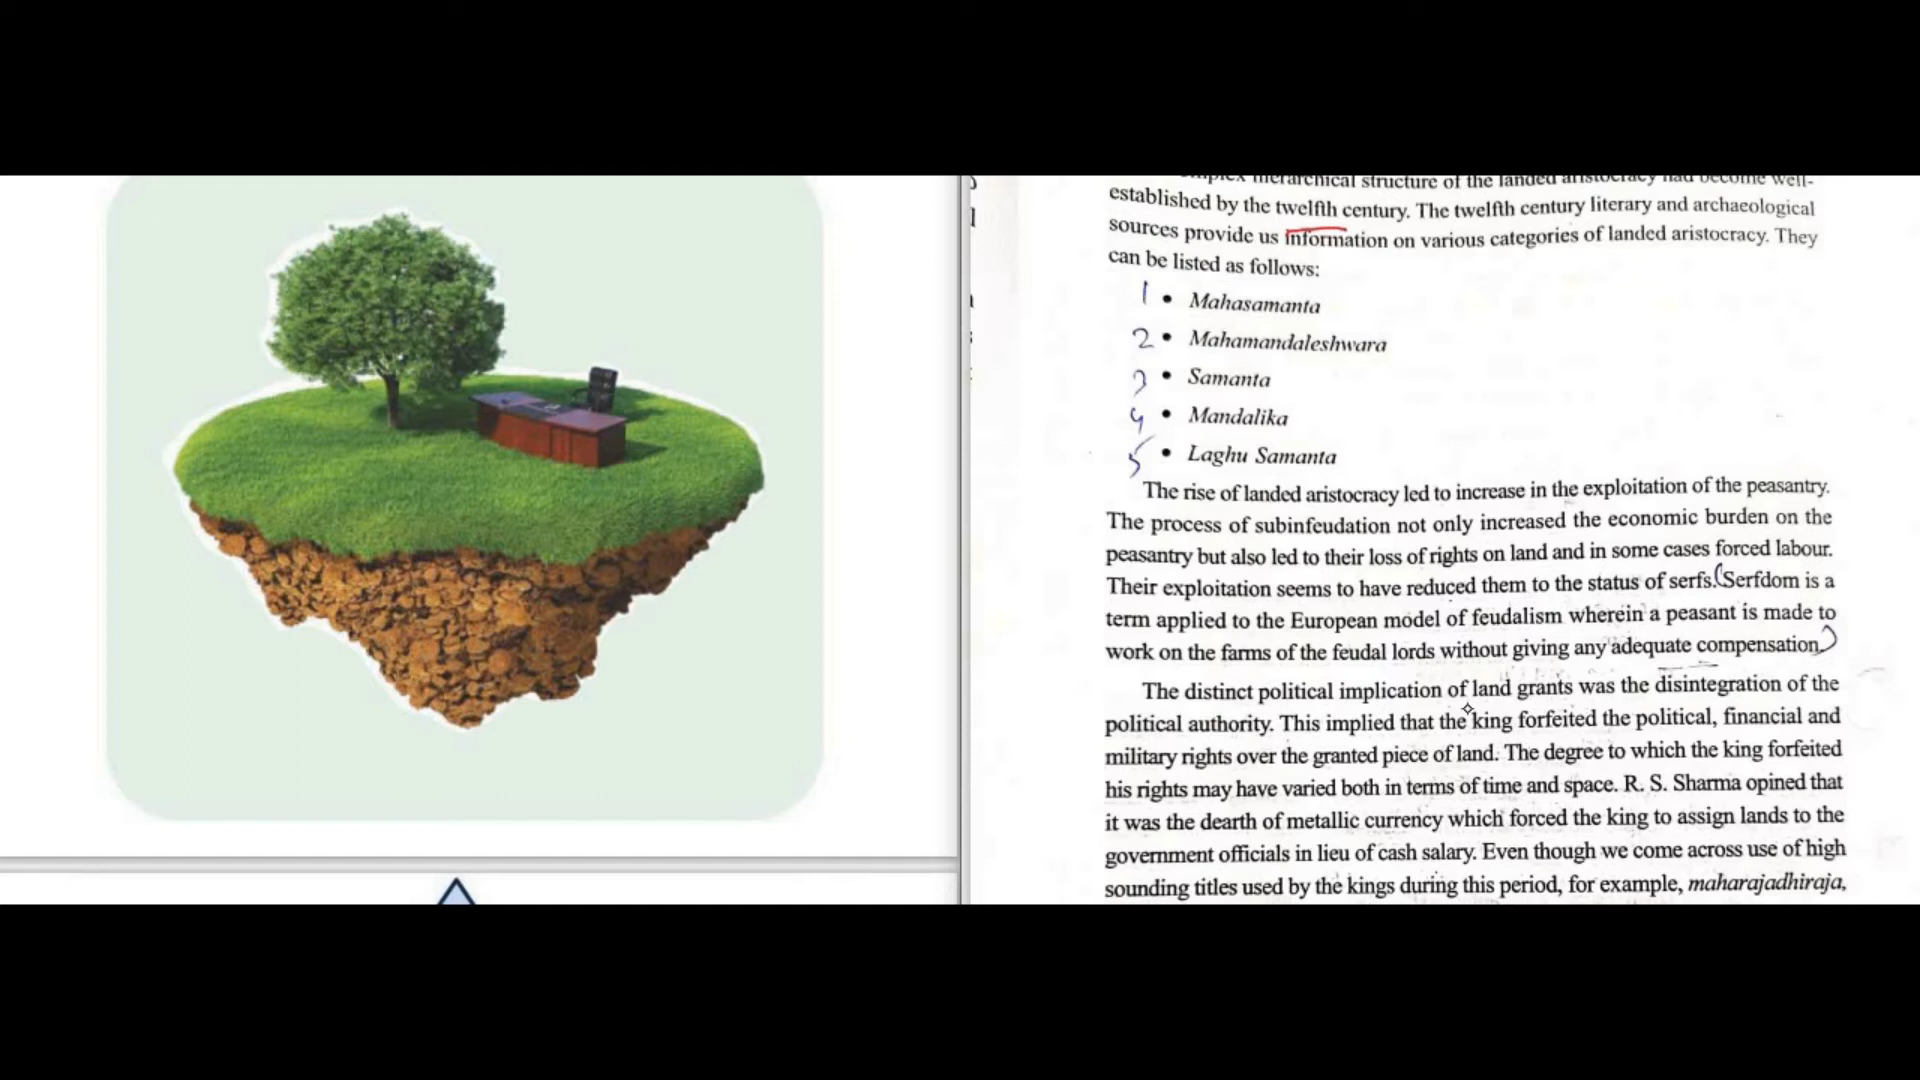 complex hierarchical structure of the landed aristocracy had become well-
established by the twelfth century. The twelfth century literary and archaeological
sources provide us information on various categories of landed aristocracy. They
can be listed as follows:
1 • Mahasamanta
2 • Mahamandaleshwara
3 • Samanta
4 • Mandalika
5 • Laghu Samanta
The rise of landed aristocracy led to increase in the exploitation of the peasantry.
The process of subinfeudation not only increased the economic burden on the
peasantry but also led to their loss of rights on land and in some cases forced labour.
Their exploitation seems to have reduced them to the status of serfs. (Serfdom is a
term applied to the European model of feudalism wherein a peasant is made to
work on the farms of the feudal lords without giving any adequate compensation)
The distinct political implication of land grants was the disintegration of the
political authority. This implied that the king forfeited the political, financial and
military rights over the granted piece of land. The degree to which the king forfeited
his rights may have varied both in terms of time and space. R. S. Sharma opined that
it was the dearth of metallic currency which forced the king to assign lands to the
government officials in lieu of cash salary. Even though we come across use of high
sounding titles used by the kings during this period, for example, maharajadhiraja,